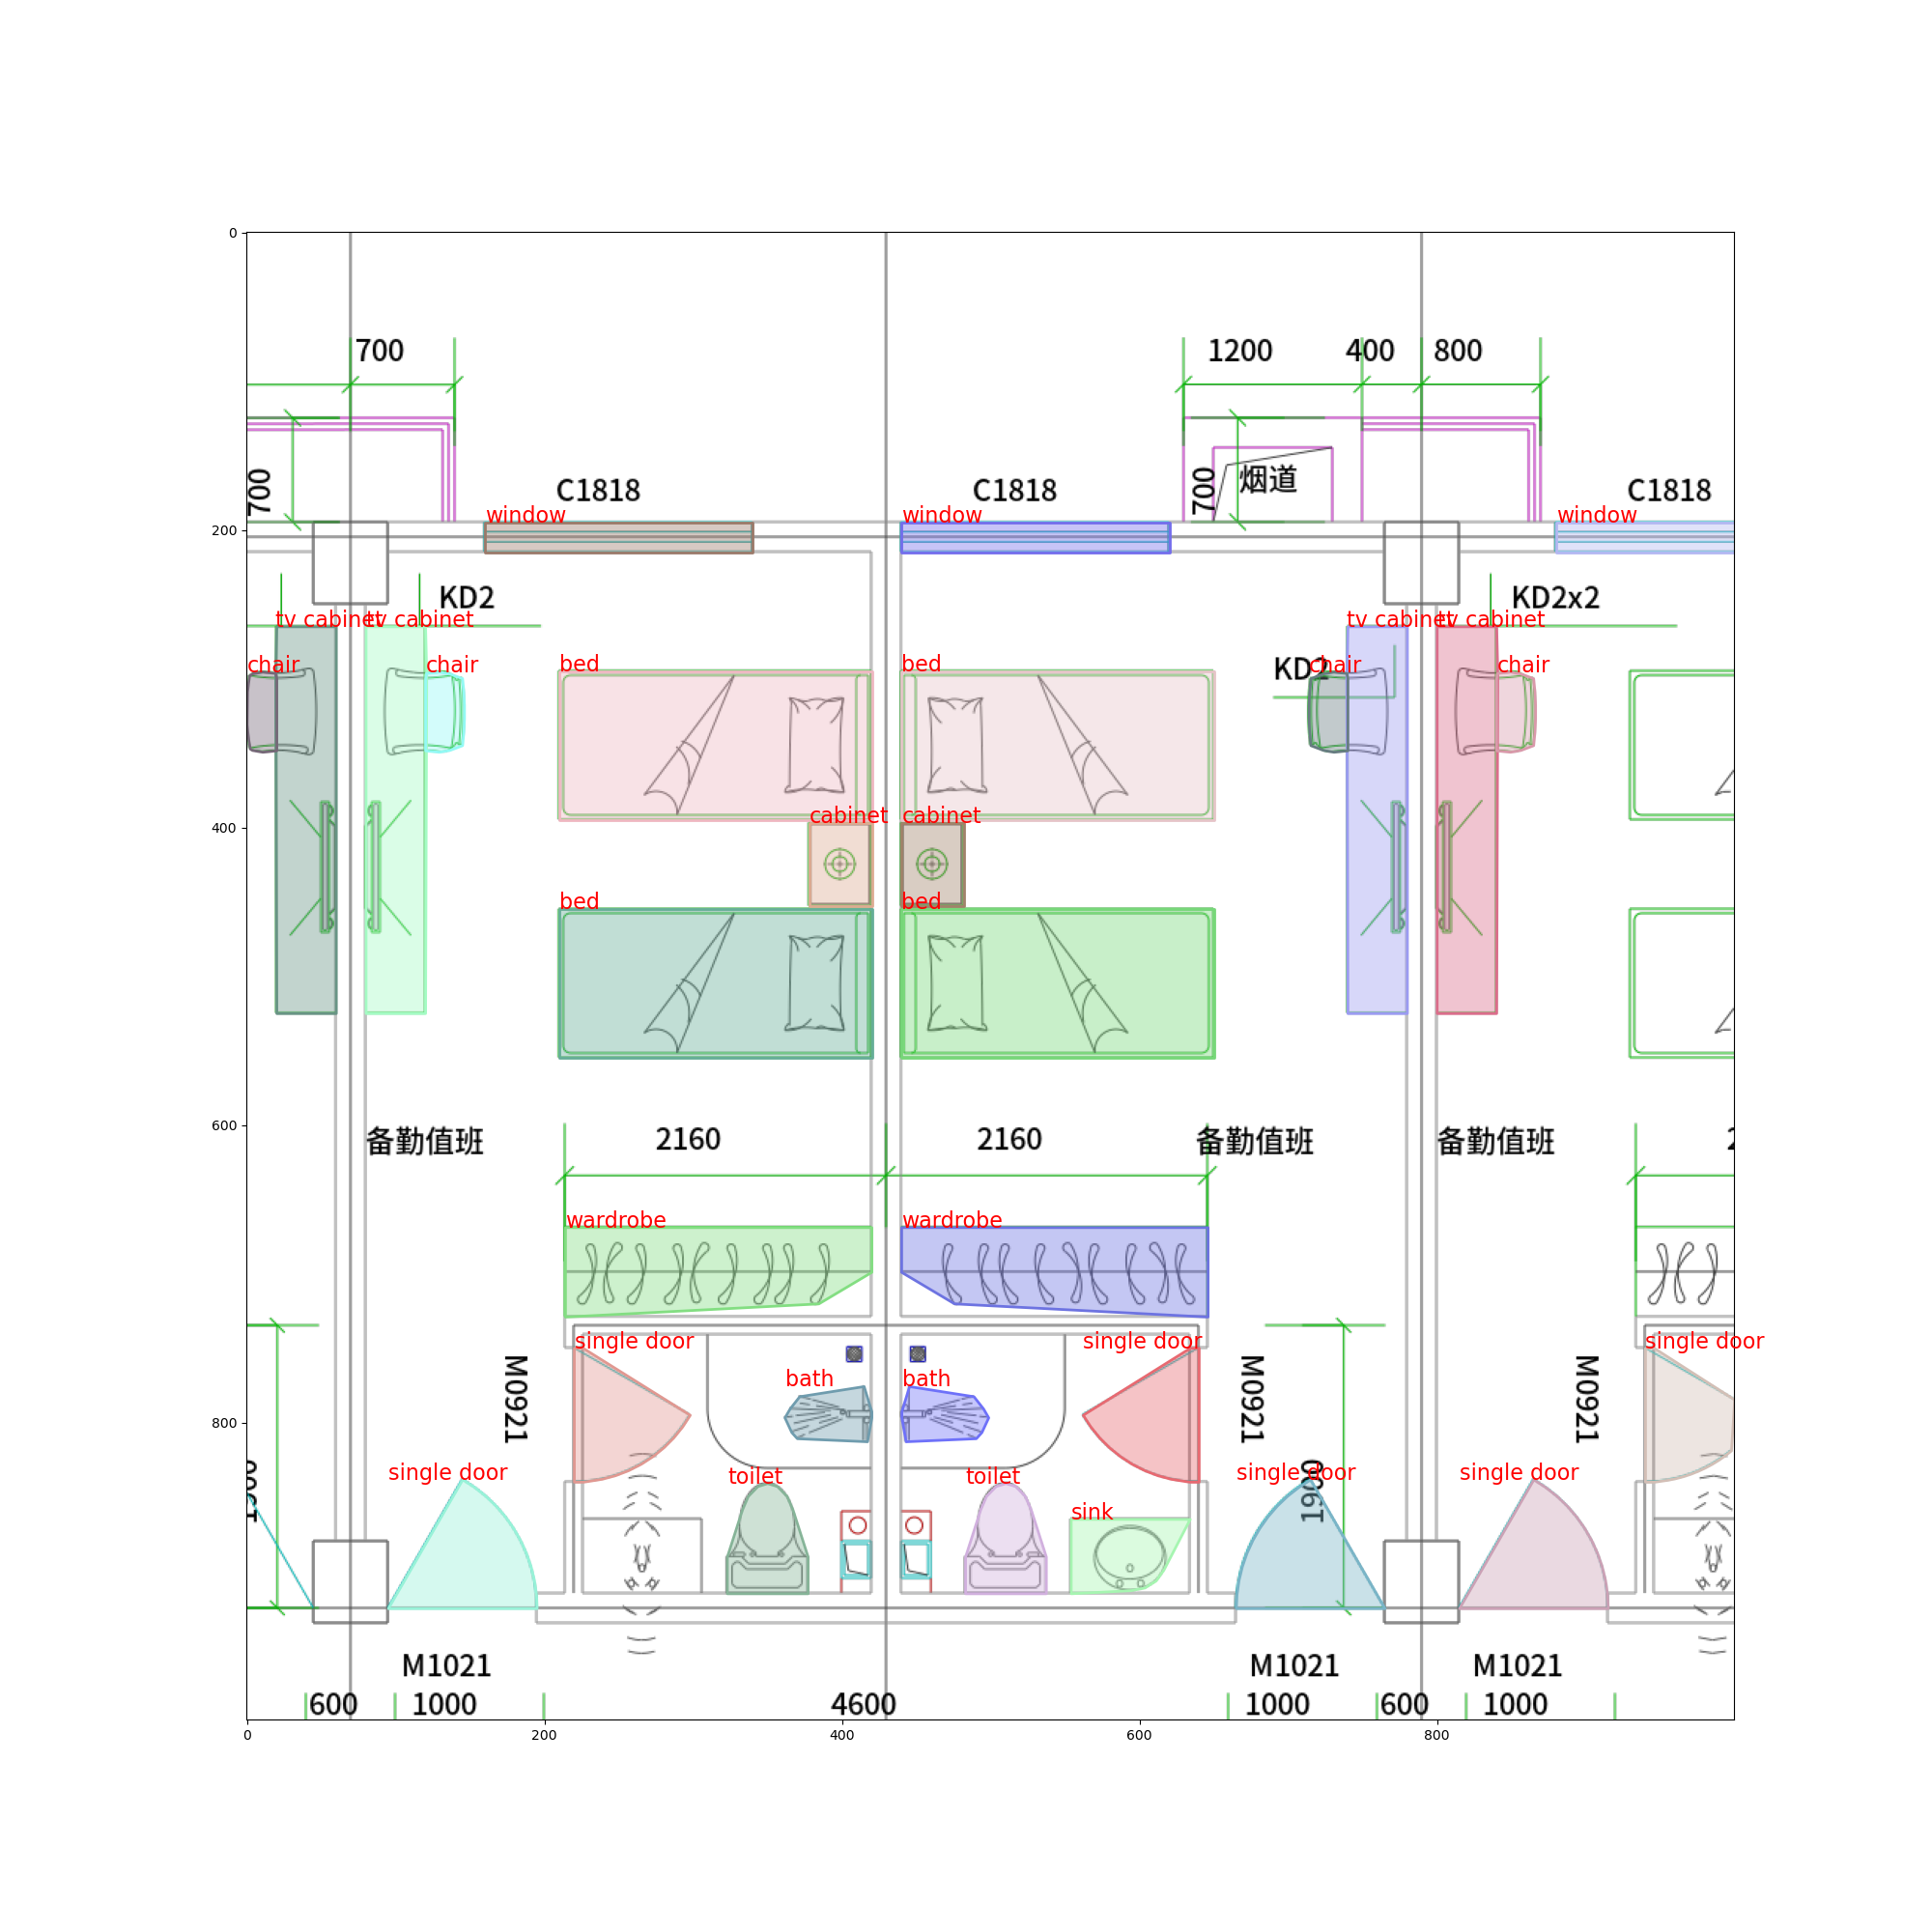 0
700
1200
400
800
700
C1818
C1818
700
烟道
C1818
window
window
window
200
KD2
KD2x2
tv cabinet
tv cabinet
tv cabinet
tv cabinet
chair
chair
bed
bed
KD2
chair
chair
400
cabinet
cabinet
bed
bed
600
备勤值班
2160
2160
备勤值班
备勤值班
wardrobe
wardrobe
single door
single door
single door
M0921
M0921
M0921
bath
bath
800
single door
toilet
toilet
single door
single door
1900
sink
M1021
M1021
M1021
600
1000
4600
1000
600
1000
0
200
400
600
800